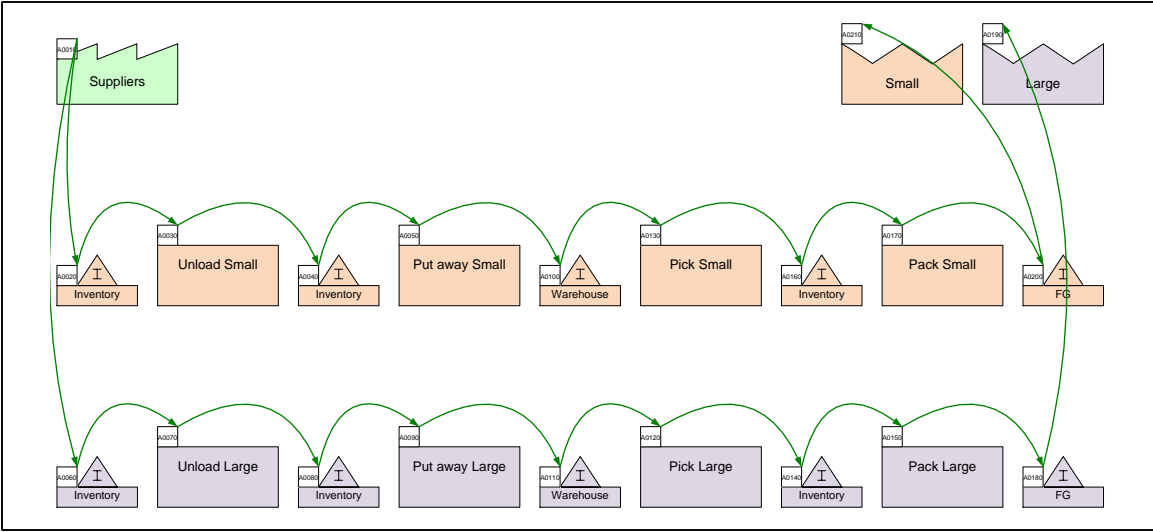 A0010
Suppliers
A0210
Small
A0190
Large
A0020
I
Inventory
A0030
Unload Small
A0040
I
Inventory
A0050
Put away Small
A0100
I
Warehouse
A0130
Pick Small
A0160
I
Inventory
A0170
Pack Small
A0200
I
FG
A0060
I
Inventory
A0070
Unload Large
A0080
I
Inventory
A0090
Put away Large
A0110
I
Warehouse
A0120
Pick Large
A0140
I
Inventory
A0150
Pack Large
A0180
I
FG